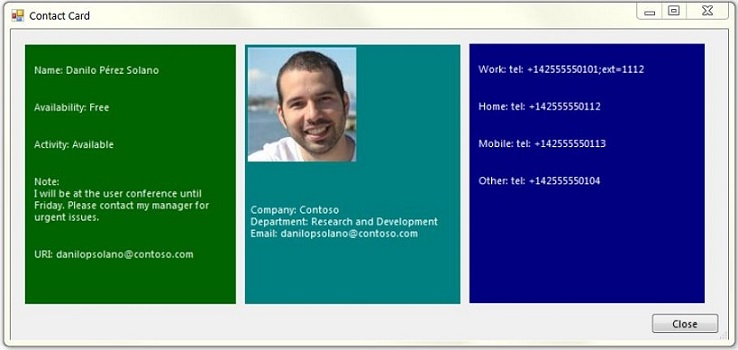 Contact Card
Name: Danilo Pérez Solano
Availability: Free
Activity: Available
Note:
I will be at the user conference until
Friday. Please contact my manager for
urgent issues.
URI: danilopsolano@contoso.com
Company: Contoso
Department: Research and Development
Email: danilopsolano@contoso.com
Work: tel: +142555550101;ext=1112
Home: tel: +142555550112
Mobile: tel: +142555550113
Other: tel: +142555550104
Close